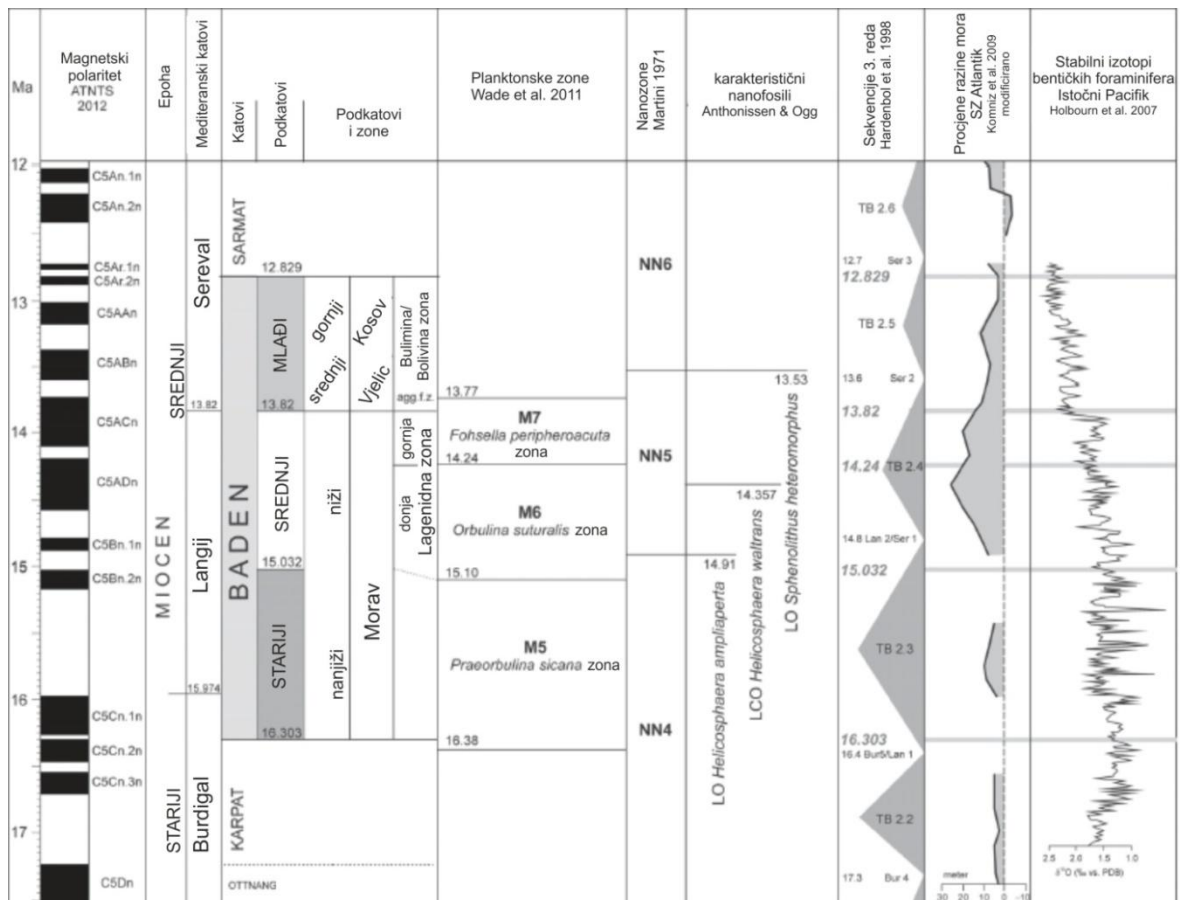 Ma
Magnetski
polaritet
ATNTS
2012
Epoha
Mediteranski katovi
Katovi
Podkatovi
Podkatovi
i zone
Planktonske zone
Wade et al. 2011
Nanozone
Martini 1971
karakteristični
nanofosili
Anthonissen & Ogg
Sekvencije 3. reda
Hardenbol et al. 1998
Procjene razine mora
SZ Atlantik
Komniz et al. 2009
modificirano
Stabilni izotopi
bentičkih foraminifera
Istočni Pacifik
Holbourn et al. 2007
12
13
14
15
16
17
C5An.1n
C5An.2n
C5Ar.1n
C5Ar.2n
C5AAn
C5ABn
C5ACn
C5ADn
C5Bn.1n
C5Bn.2n
C5Cn.1n
C5Cn.2n
C5Cn.3n
C5Dn
MIOCEN
SREDNJI
STARIJI
Sereval
13.82
Langij
15.974
Burdigal
SARMAT
12.829
BADEN
MLAĐI
13.82
SREDNJI
15.032
STARIJI
16.303
KARPAT
OTTNANG
gornji
srednji
niži
nanjiži
Kosov
Vjelic
Morav
Bulimina/
Bolivina zona
agg.f.z.
gornja
donja
Lagenidna zona
13.77
M7
Fohsella peripheroacuta
zona
14.24
M6
Orbulina suturalis zona
15.10
M5
Praeorbulina sicana zona
16.38
NN6
NN5
NN4
13.53
14.357
14.91
LO Helicosphaera ampliaperta
LCO Helicosphaera waltrans
LO Sphenolithus heteromorphus
TB 2.6
12.7 Ser 3
12.829
TB 2.5
13.6 Ser 2
13.82
14.24 TB 2.4
14.8 Lan 2/Ser 1
15.032
TB 2.3
16.303
16.4 Bur5/Lan 1
TB 2.2
17.3 Bur 4
meter
30 20 10 0 -10
2.5 2.0 1.5 1.0
δ¹⁸O (‰ vs. PDB)